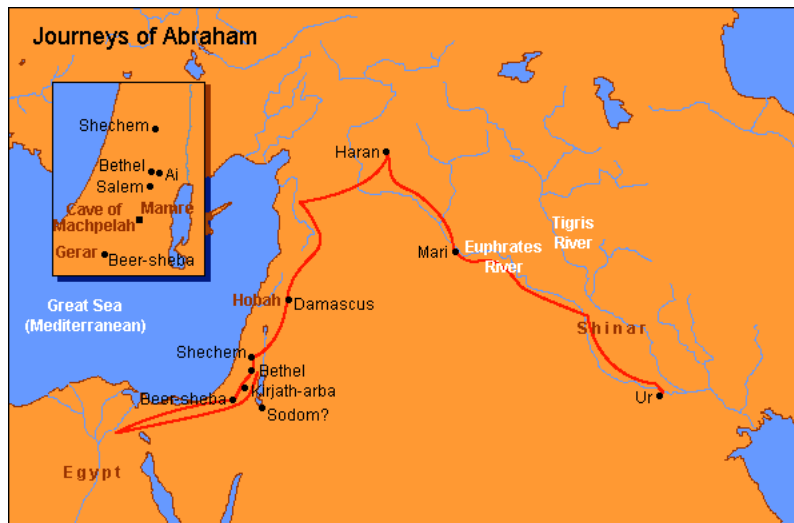 Journeys of Abraham
Shechem
Bethel
Ai
Salem
Cave of
Machpelah
Mamre
Gerar
Beer-sheba
Haran
Tigris
River
Mari
Euphrates
River
Hobah
Damascus
Great Sea
(Mediterranean)
Shinar
Shechem
Bethel
Kirjath-arba
Beer-sheba
Ur
Sodom?
Egypt